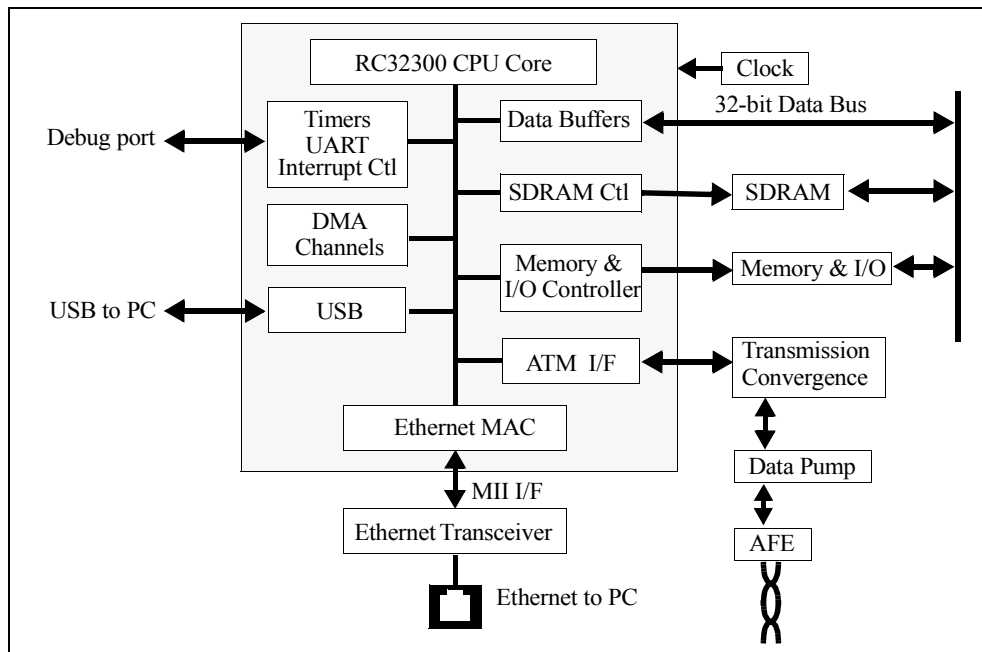 RC32300 CPU Core
Clock
32-bit Data Bus
Debug port
Timers
UART
Interrupt Ctl
Data Buffers
SDRAM Ctl
SDRAM
DMA
Channels
Memory &
I/O Controller
Memory & I/O
USB to PC
USB
ATM I/F
Transmission
Convergence
Ethernet MAC
Data Pump
MII I/F
Ethernet Transceiver
AFE
Ethernet to PC